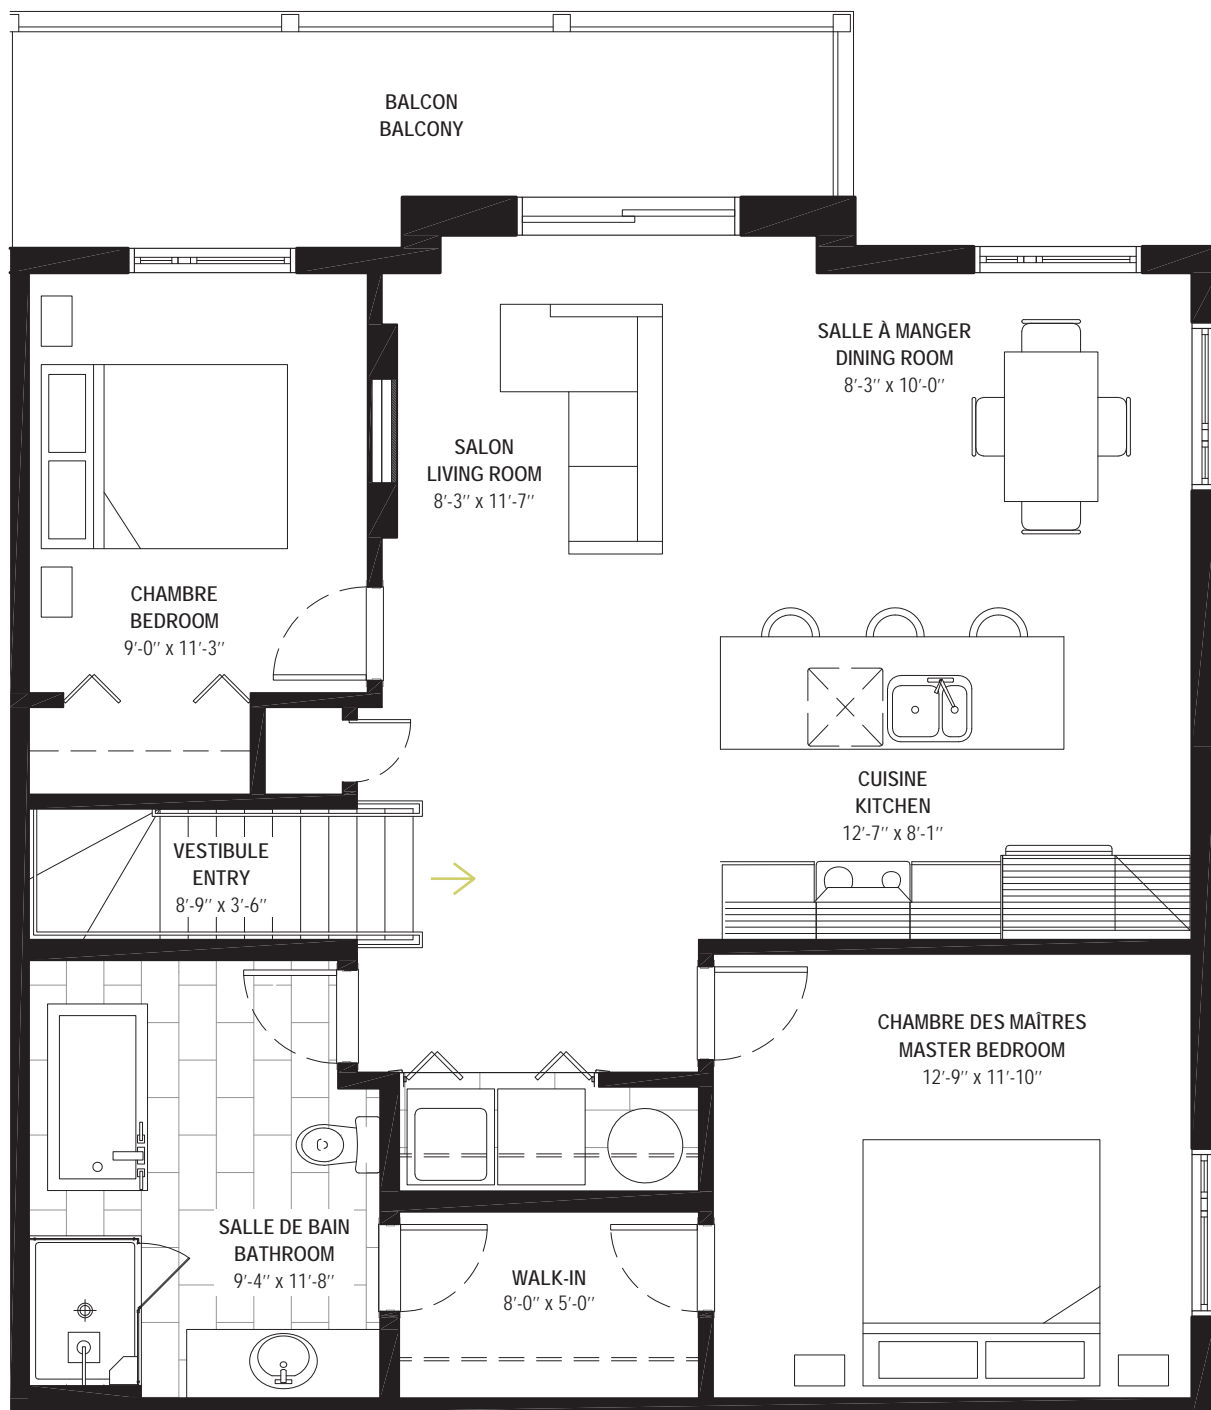 BALCON
BALCONY
SALLE À MANGER
DINING ROOM
8'-3'' x 10'-0''
SALON
LIVING ROOM
8'-3'' x 11'-7''
CHAMBRE
BEDROOM
9'-0'' x 11'-3''
CUISINE
KITCHEN
12'-7'' x 8'-1''
VESTIBULE
ENTRY
8'-9'' x 3'-6''
CHAMBRE DES MAÎTRES
MASTER BEDROOM
12'-9'' x 11'-10''
SALLE DE BAIN
BATHROOM
9'-4'' x 11'-8''
WALK-IN
8'-0'' x 5'-0''